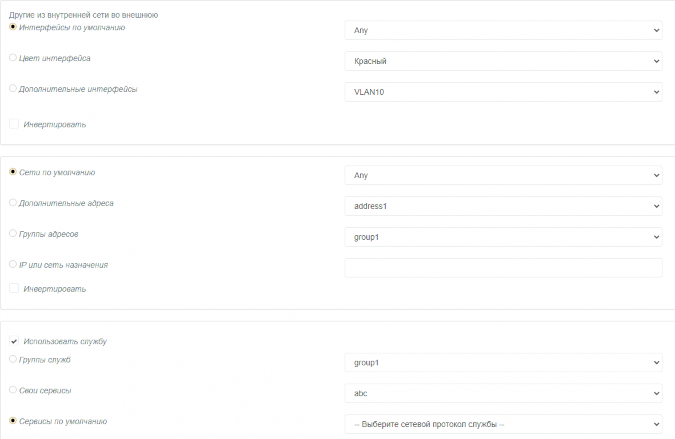 Другие из внутренней сети во внешнюю
Интерфейсы по умолчанию Any
Цвет интерфейса Красный
Дополнительные интерфейсы VLAN10
Инвертировать
Сети по умолчанию Any
Дополнительные адреса address1
Группы адресов group1
IP или сеть назначения
Инвертировать
Использовать службу
Группы служб group1
Свои сервисы abc
Сервисы по умолчанию -- Выберите сетевой протокол службы --